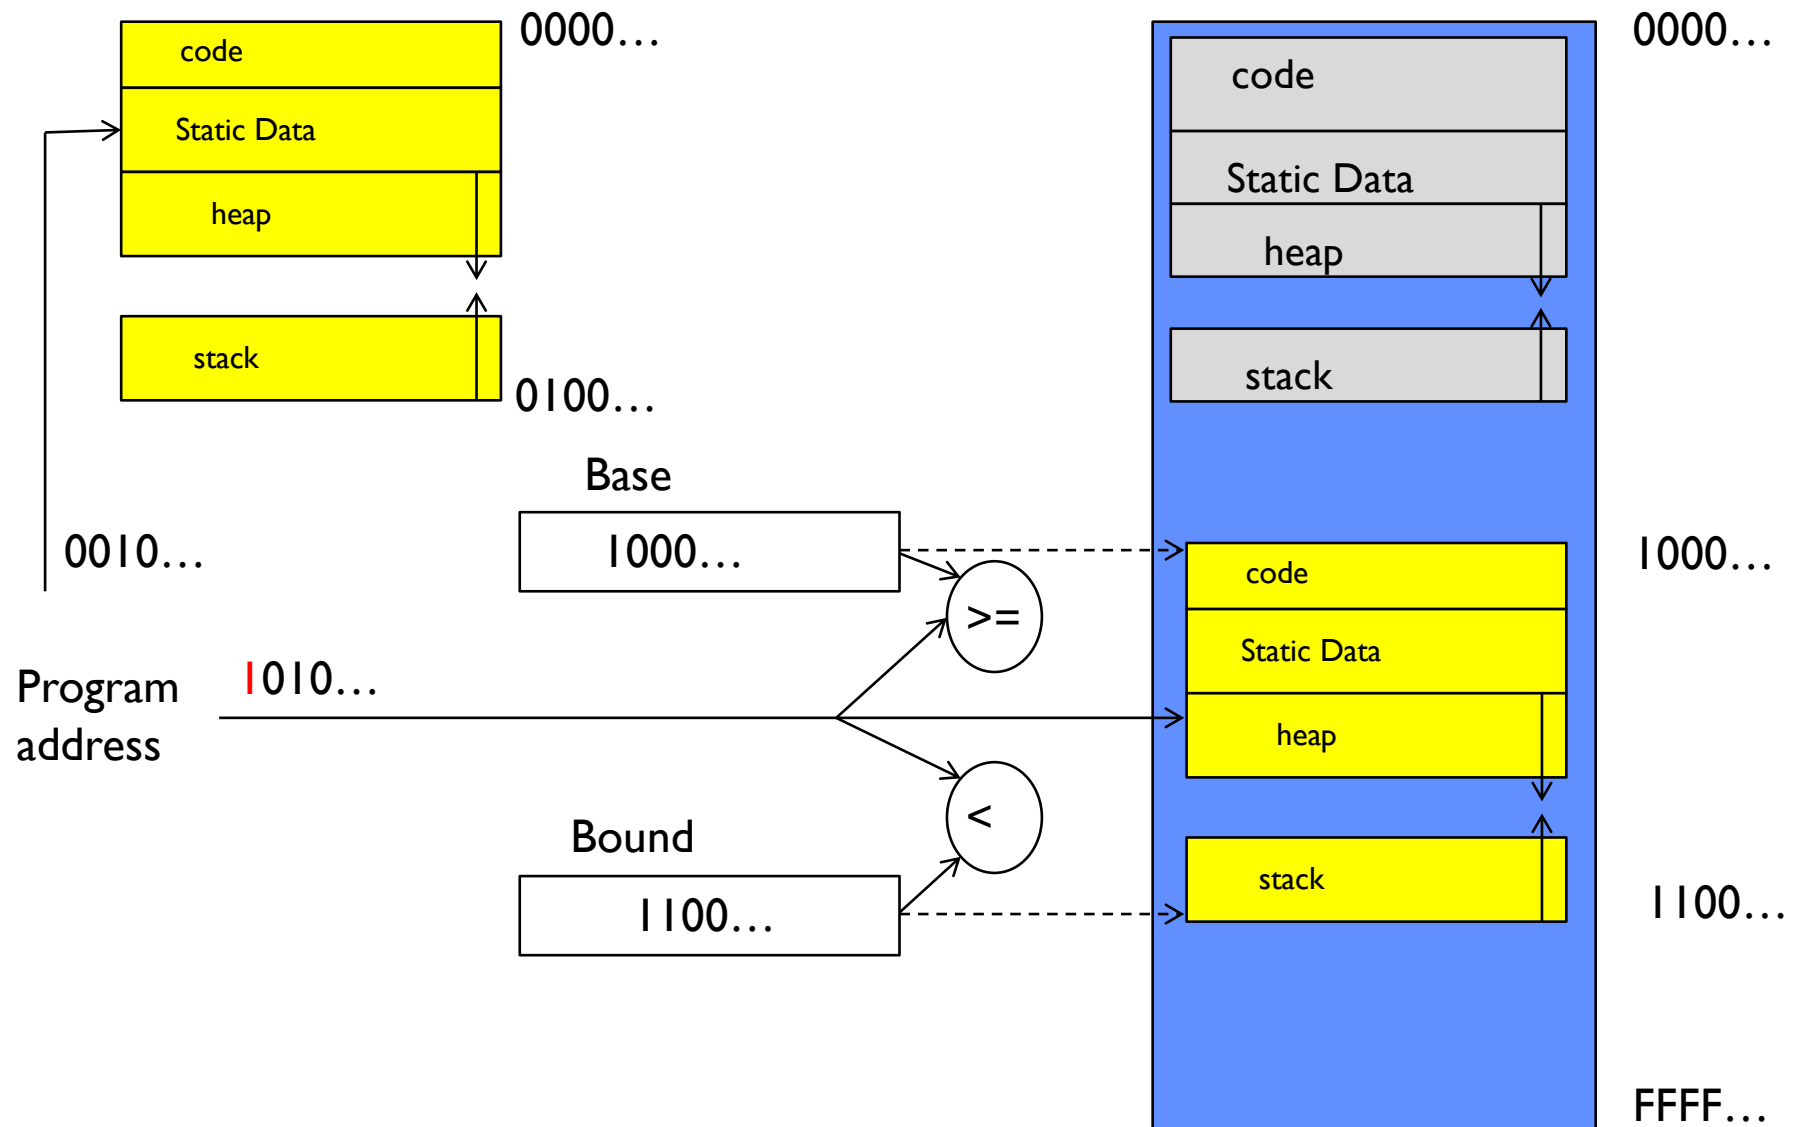 code
0000…
Static Data
heap
stack
0100…
0010…
Base
1000…
>=
Program
address
1010…
<
Bound
1100…
0000…
code
Static Data
heap
stack
1000…
code
Static Data
heap
stack
1100…
FFFF…